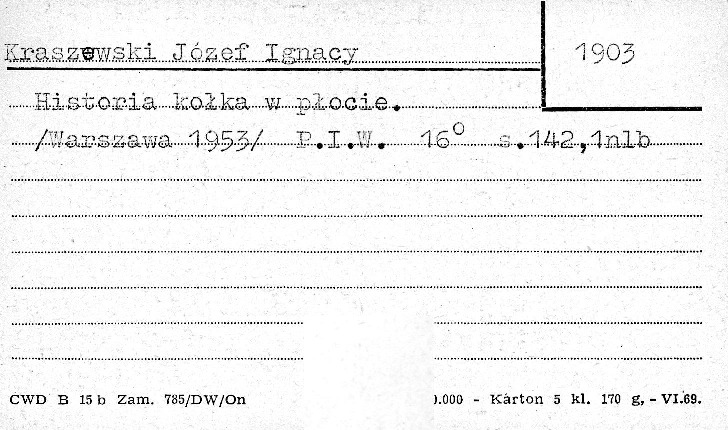 Kraszewski Józef Ignacy 1903
Historia kołka w płocie.
/Warszawa 1953/ P.I.W. 16° s.142,1nlb
CWD B 15 b Zam. 785/DW/On ).000 - Karton 5 kl. 170 g, - VI.69.